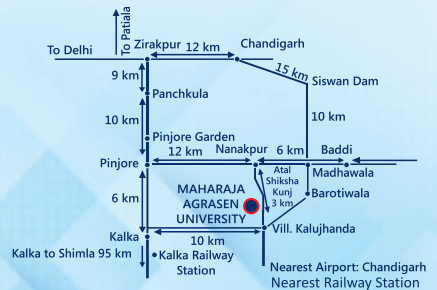 To Patiala
To Delhi
Zirakpur
12 km
Chandigarh
9 km
15 km
Siswan Dam
Panchkula
10 km
10 km
Pinjore Garden
12 km
Nanakpur
6 km
Baddi
Pinjore
Madhawala
Atal
Shiksha
Kunj
3 km
6 km
MAHARAJA
AGRASEN
UNIVERSITY
Barotiwala
Kalka
10 km
Vill. Kalujhanda
Kalka to Shimla 95 km
Kalka Railway
Station
Nearest Airport: Chandigarh
Nearest Railway Station